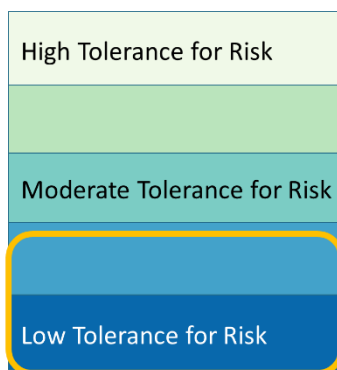 High Tolerance for Risk
Moderate Tolerance for Risk
Low Tolerance for Risk